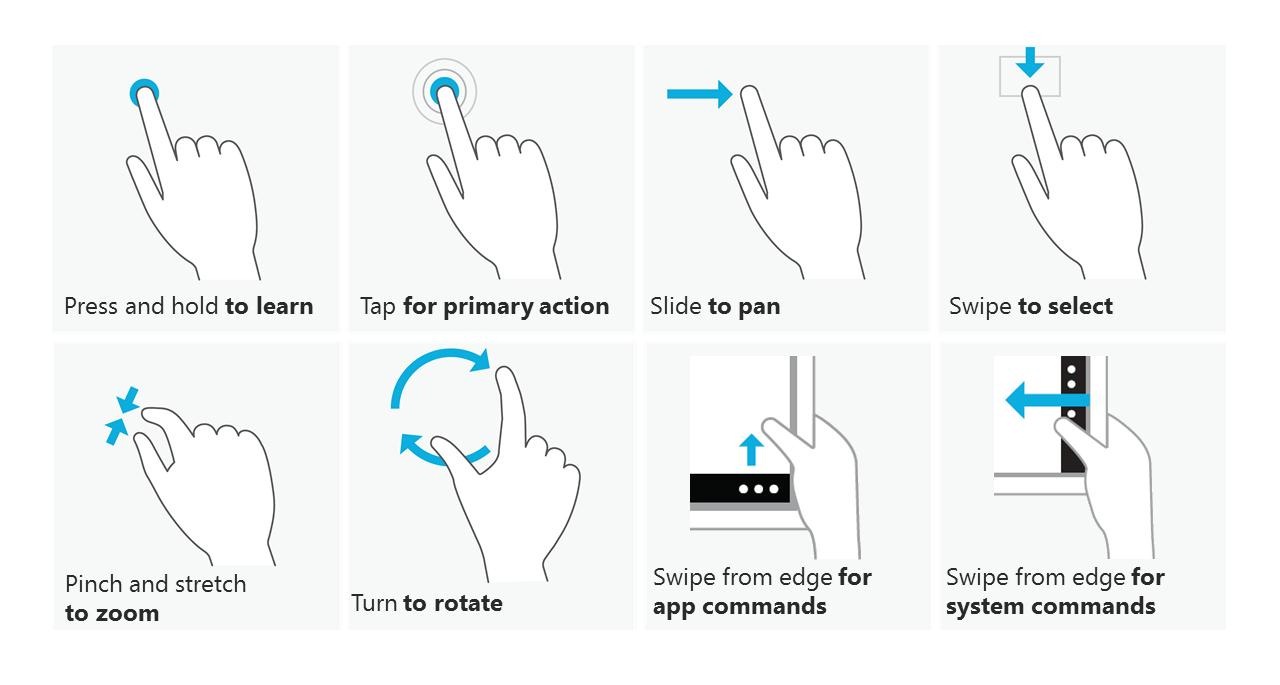 Press and hold to learn
Tap for primary action
Slide to pan
Swipe to select
Pinch and stretch
to zoom
Turn to rotate
Swipe from edge for
app commands
Swipe from edge for
system commands